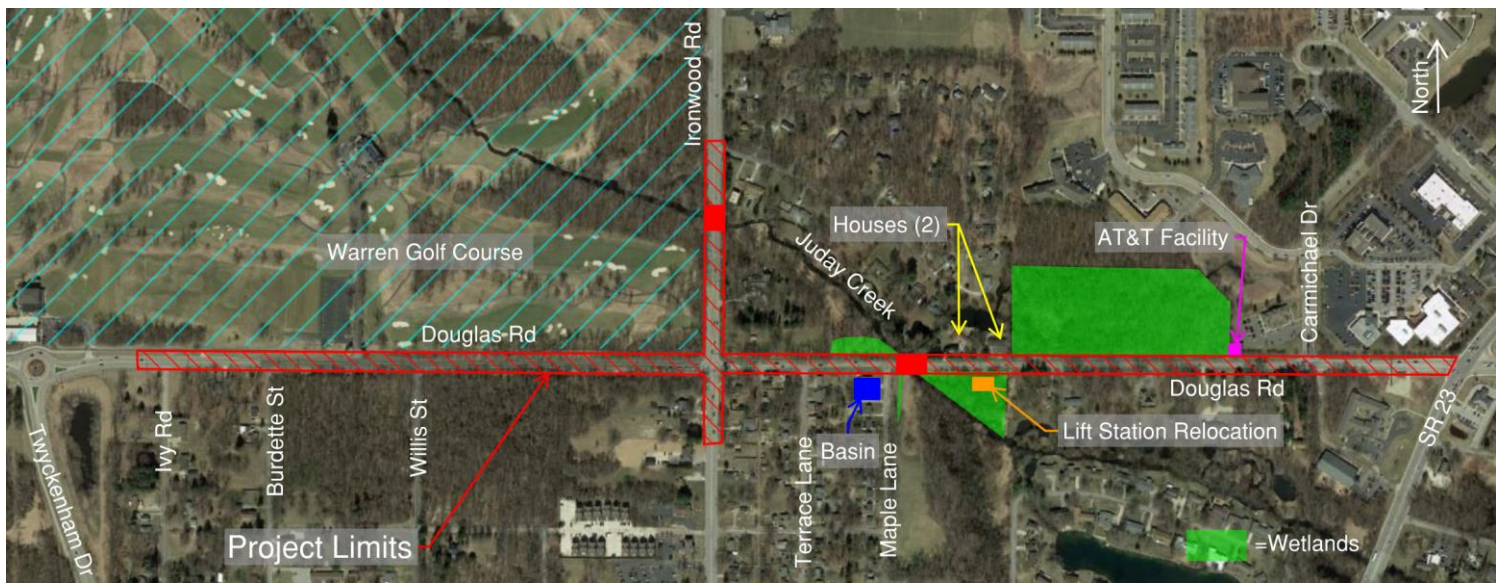 Ironwood Rd
North
Houses (2)
AT&T Facility
Warren Golf Course
Juday Creek
Carmichael Dr
Douglas Rd
Douglas Rd
SR 23
Twyckenham Dr
Ivy Rd
Burdette St
Willis St
Basin
Lift Station Relocation
Terrace Lane
Maple Lane
Project Limits
=Wetlands